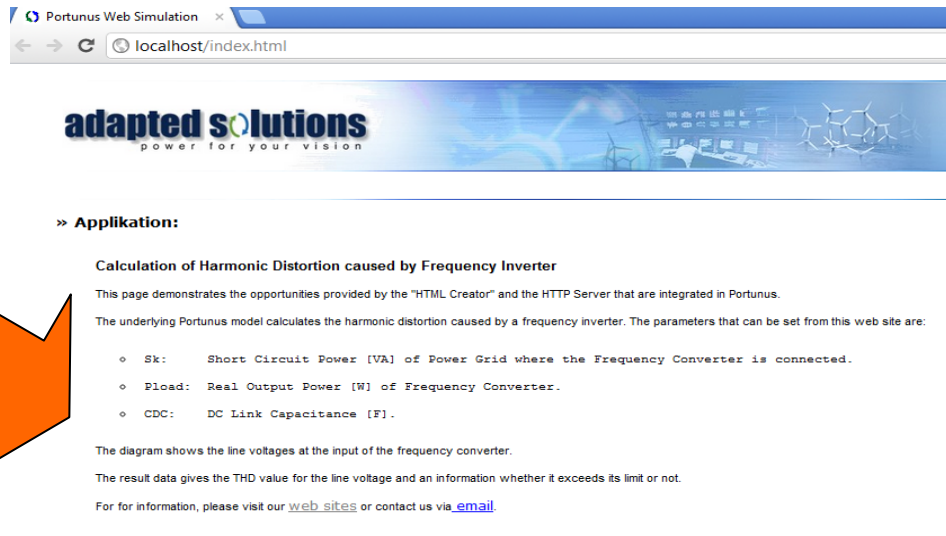 Portunus Web Simulation
localhost/index.html
adapted solutions
power for your vision
» Applikation:
Calculation of Harmonic Distortion caused by Frequency Inverter
This page demonstrates the opportunities provided by the "HTML Creator" and the HTTP Server that are integrated in Portunus.
The underlying Portunus model calculates the harmonic distortion caused by a frequency inverter. The parameters that can be set from this web site are:
Sk: Short Circuit Power [VA] of Power Grid where the Frequency Converter is connected.
Pload: Real Output Power [W] of Frequency Converter.
CDC: DC Link Capacitance [F].
The diagram shows the line voltages at the input of the frequency converter.
The result data gives the THD value for the line voltage and an information whether it exceeds its limit or not.
For for information, please visit our web sites or contact us via email.